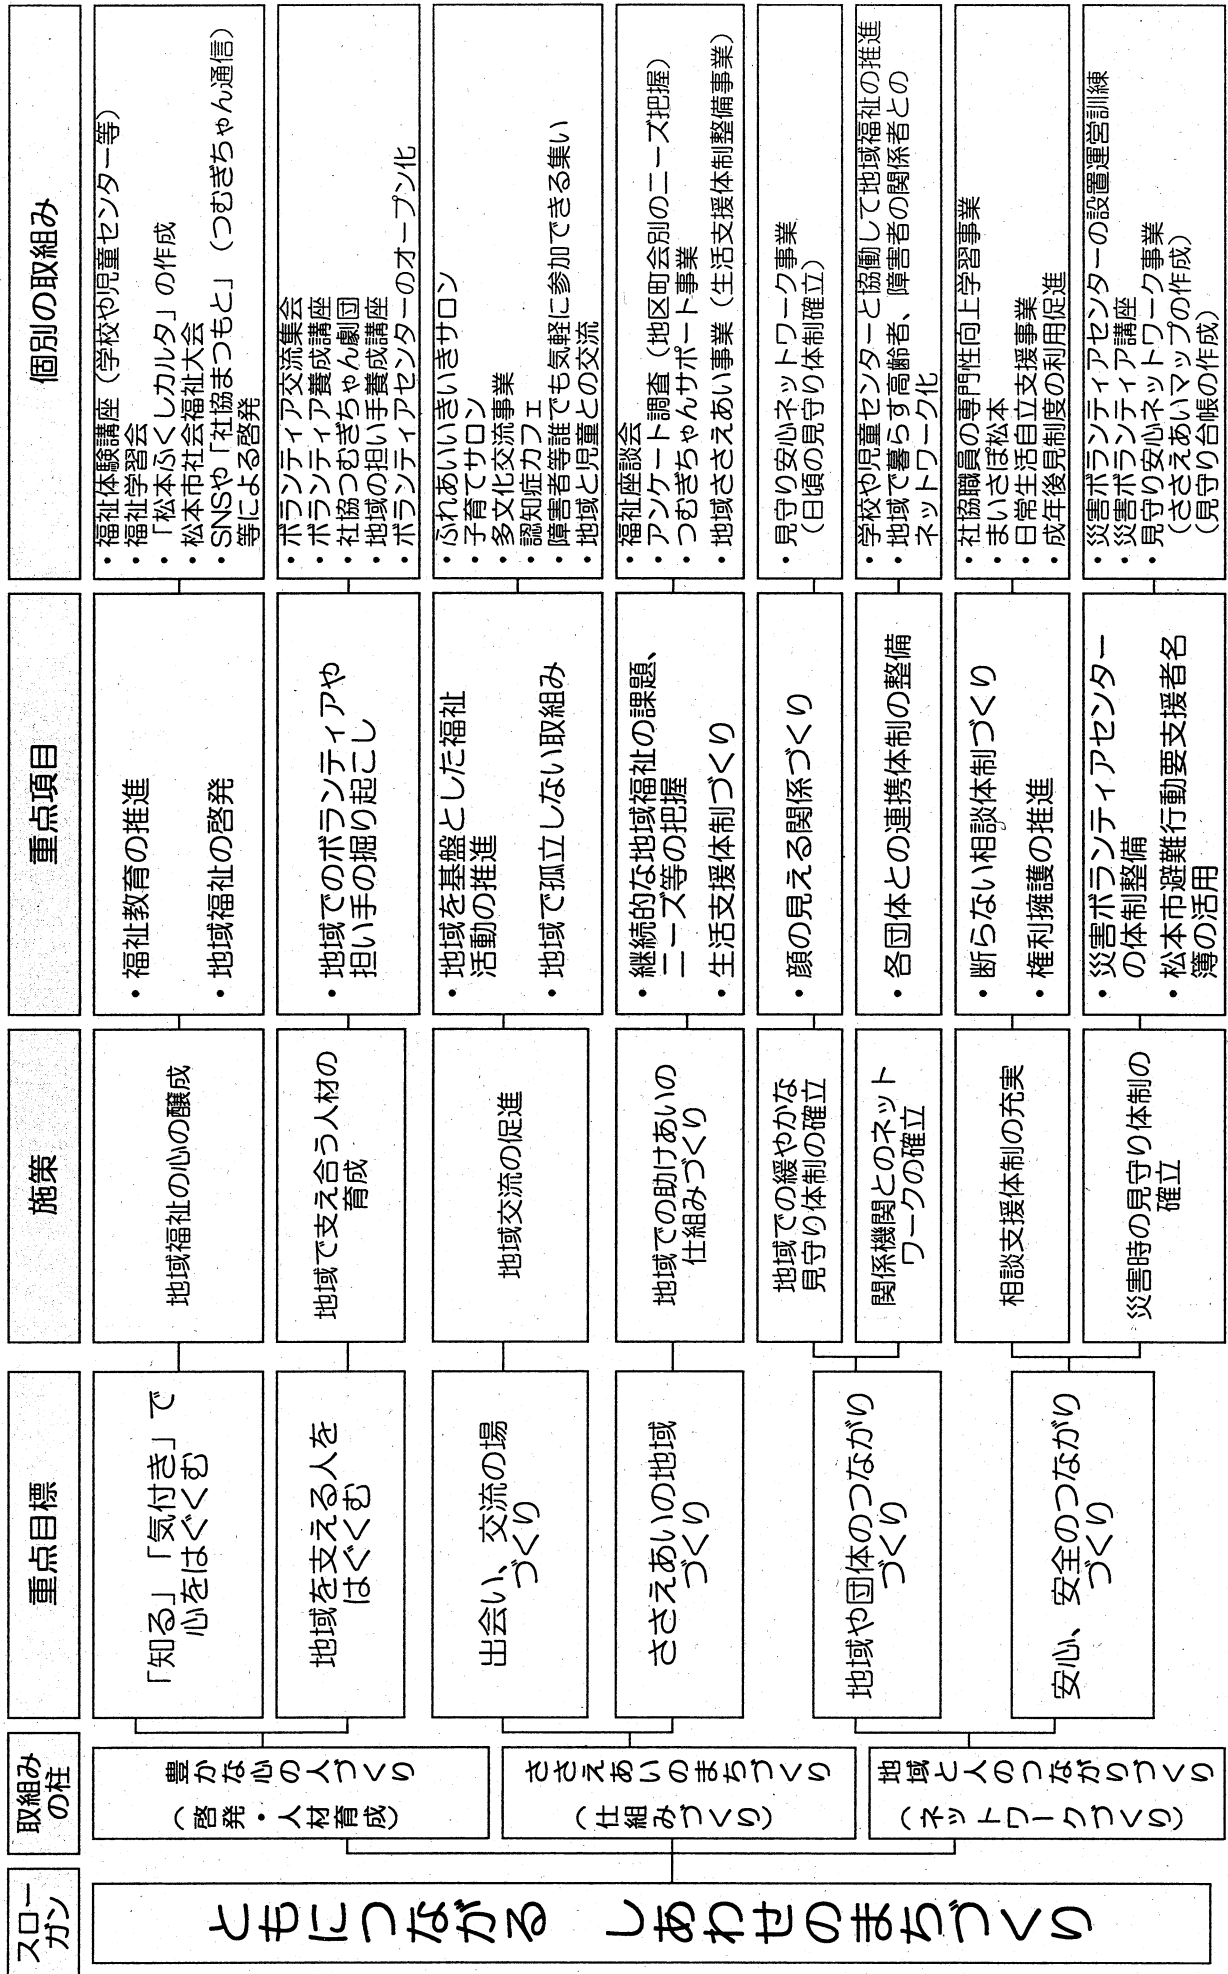 スロー
ガン
取組み
の柱
重点目標
施策
重点項目
個別の取組み
ともにつながる　しあわせのまちづくり
豊かな心の人づくり
（啓発・人材育成）
「知る」「気付き」で
心をはぐくむ
地域福祉の心の醸成
・福祉教育の推進
・地域福祉の啓発
・福祉体験講座（学校や児童センター等）
・福祉学習会
・「松本ふくしカルタ」の作成
・松本市社会福祉大会
・SNSや「社協まつもと」（つむぎちゃん通信）
等による啓発
地域を支える人を
はぐくむ
地域で支え合う人材の
育成
・地域でのボランティアや
担い手の掘り起こし
・ボランティア交流集会
・ボランティア養成講座
・社協つむぎちゃん劇団
・地域の担い手養成講座
・ボランティアセンターのオープン化
ささえあいのまちづくり
（仕組みづくり）
出会い、交流の場
づくり
地域交流の促進
・地域を基盤とした福祉
活動の推進
・地域で孤立しない取組み
・ふれあいいきいきサロン
・子育てサロン
・多文化交流事業
・認知症カフェ
・障害者等誰でも気軽に参加できる集い
・地域と児童との交流
ささえあいの地域
づくり
地域での助けあいの
仕組みづくり
・継続的な地域福祉の課題、
ニーズ等の把握
・生活支援体制づくり
・福祉座談会
・アンケート調査（地区町会別のニーズ把握）
・つむぎちゃんサポート事業
・地域ささえあい事業（生活支援体制整備事業）
地域と人のつながりづくり
（ネットワークづくり）
地域や団体のつながり
づくり
地域での緩やかな
見守り体制の確立
・顔の見える関係づくり
・見守り安心ネットワーク事業
（日頃の見守り体制確立）
関係機関とのネット
ワークの確立
・各団体との連携体制の整備
・学校や児童センターと協働して地域福祉の推進
・地域で暮らす高齢者、障害者の関係者との
ネットワーク化
安心、安全のつながり
づくり
相談支援体制の充実
・断らない相談体制づくり
・権利擁護の推進
・社協職員の専門性向上学習事業
・まいさぽ松本
・日常生活自立支援事業
・成年後見制度の利用促進
災害時の見守り体制の
確立
・災害ボランティアセンター
の体制整備
・松本市避難行動要支援者名
簿の活用
・災害ボランティアセンターの設置運営訓練
・災害ボランティア講座
・見守り安心ネットワーク事業
（ささえあいマップの作成）
（見守り台帳の作成）